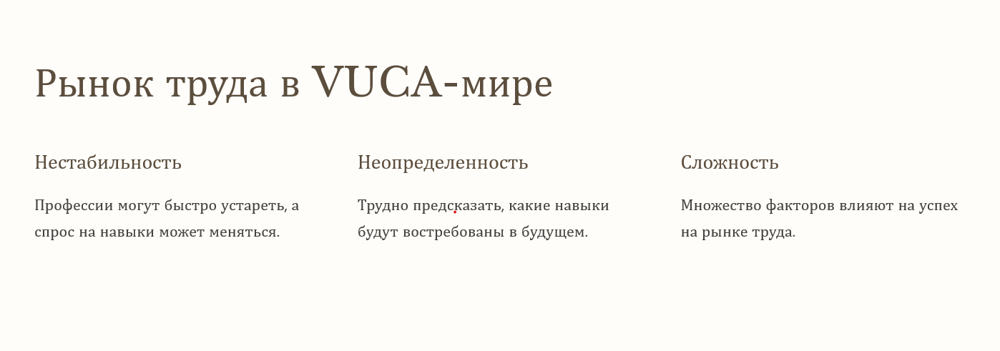 Рынок труда в VUCA-мире
Нестабильность
Профессии могут быстро устареть, а
спрос на навыки может меняться.
Неопределенность
Трудно предсказать, какие навыки
будут востребованы в будущем.
Сложность
Множество факторов влияют на успех
на рынке труда.